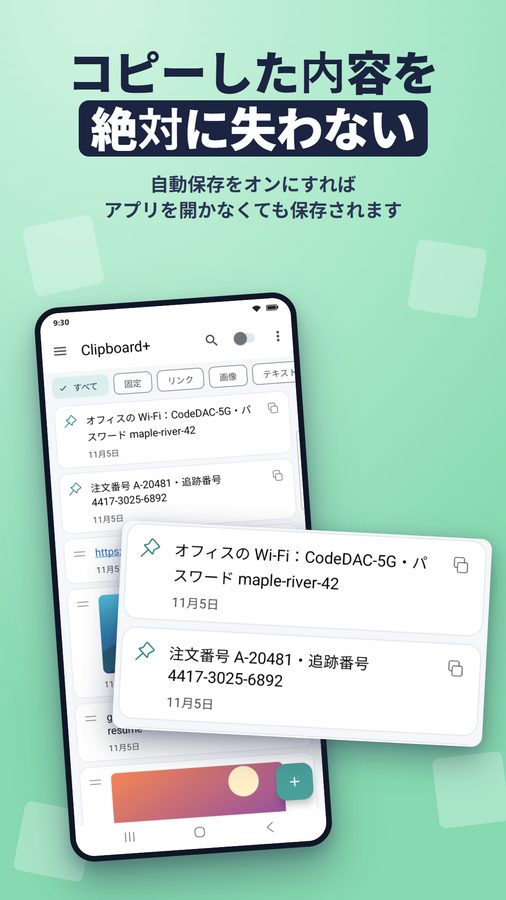 コピーした内容を
絶対に失わない
自動保存をオンにすれば
アプリを開かなくても保存されます
9:30
Clipboard+
すべて
固定
リンク
画像
テキスト
オフィスの Wi-Fi：CodeDAC-5G・パ
スワード maple-river-42
11月5日
注文番号 A-20481・追跡番号
4417-3025-6892
11月5日
https:
11月5
オフィスの Wi-Fi：CodeDAC-5G・パ
スワード maple-river-42
11月5日
注文番号 A-20481・追跡番号
4417-3025-6892
11月5日
11
g
resume
11月5日
+